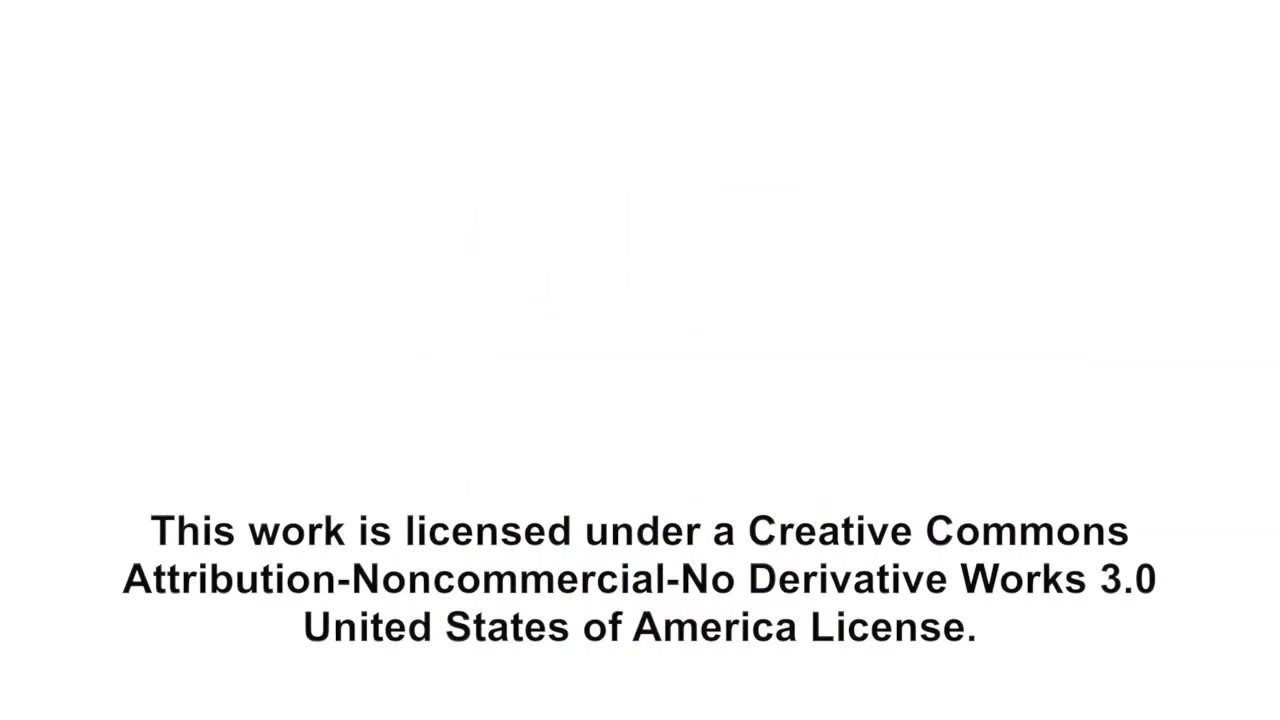 This work is licensed under a Creative Commons
Attribution-Noncommercial-No Derivative Works 3.0
United States of America License.